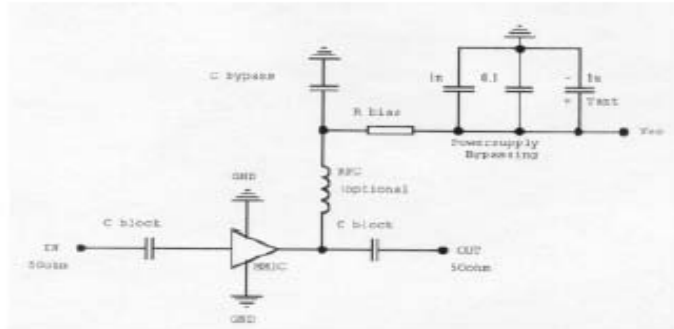 C bypass
1n
0.1
-
1u
+
Tant
R bias
Vcc
Powersupply
Bypassing
GND
RFC
(optional
C block
C block
IN
50ohm
MMIC
OUT
50ohm
GND